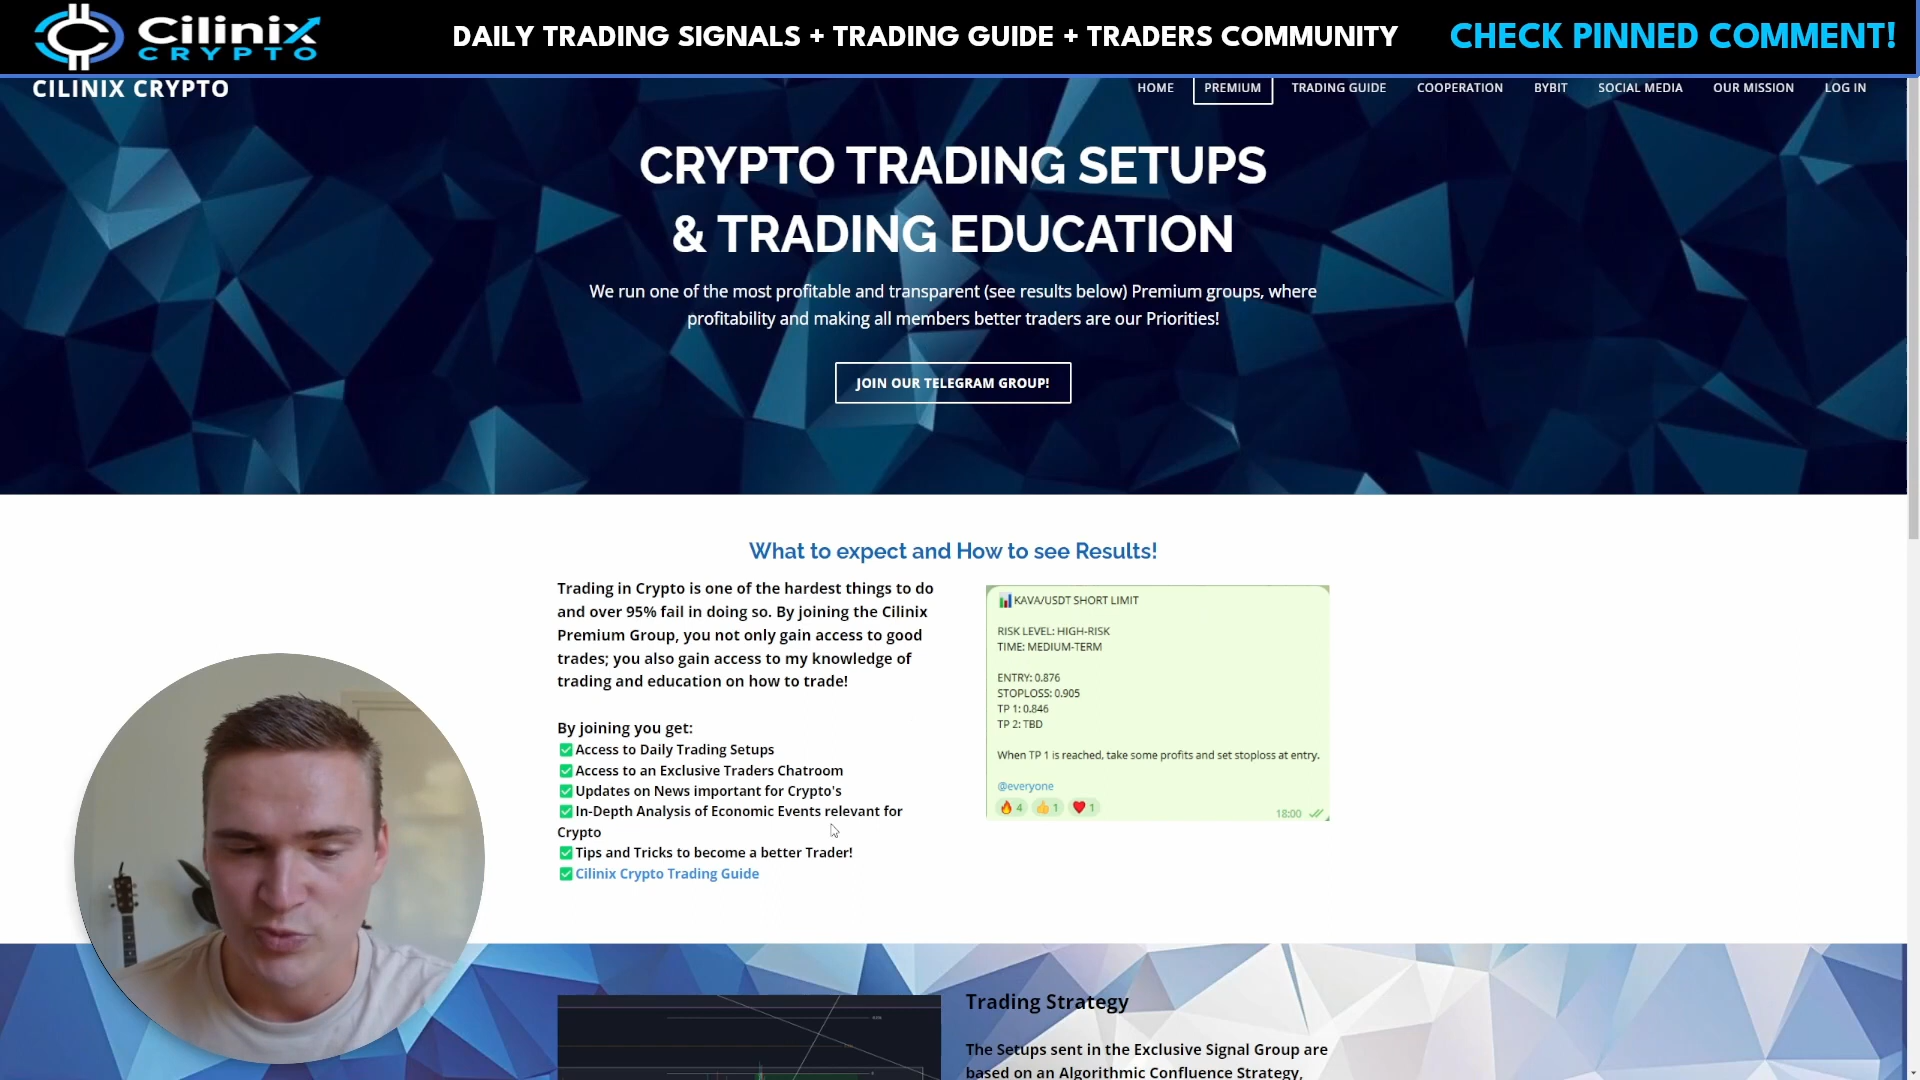 Cilinix
CRYPTO
DAILY TRADING SIGNALS + TRADING GUIDE + TRADERS COMMUNITY
CHECK PINNED COMMENT!
CILINIX CRYPTO
HOME
PREMIUM
TRADING GUIDE
COOPERATION
BYBIT
SOCIAL MEDIA
OUR MISSION
LOG IN
CRYPTO TRADING SETUPS
& TRADING EDUCATION
We run one of the most profitable and transparent (see results below) Premium groups, where
profitability and making all members better traders are our Priorities!
JOIN OUR TELEGRAM GROUP!
What to expect and How to see Results!
Trading in Crypto is one of the hardest things to do
and over 95% fail in doing so. By joining the Cilinix
Premium Group, you not only gain access to good
trades; you also gain access to my knowledge of
trading and education on how to trade!
By joining you get:
✅ Access to Daily Trading Setups
✅ Access to an Exclusive Traders Chatroom
✅ Updates on News important for Crypto's
✅ In-Depth Analysis of Economic Events relevant for
Crypto
✅ Tips and Tricks to become a better Trader!
✅ Cilinix Crypto Trading Guide
📊 KAVA/USDT SHORT LIMIT
RISK LEVEL: HIGH-RISK
TIME: MEDIUM-TERM
ENTRY: 0.876
STOPLOSS: 0.905
TP 1: 0.846
TP 2: TBD
When TP 1 is reached, take some profits and set stoploss at entry.
@everyone
🔥 4 👍 1 ❤️ 1
18:00
Trading Strategy
The Setups sent in the Exclusive Signal Group are
based on an Algorithmic Confluence Strategy,